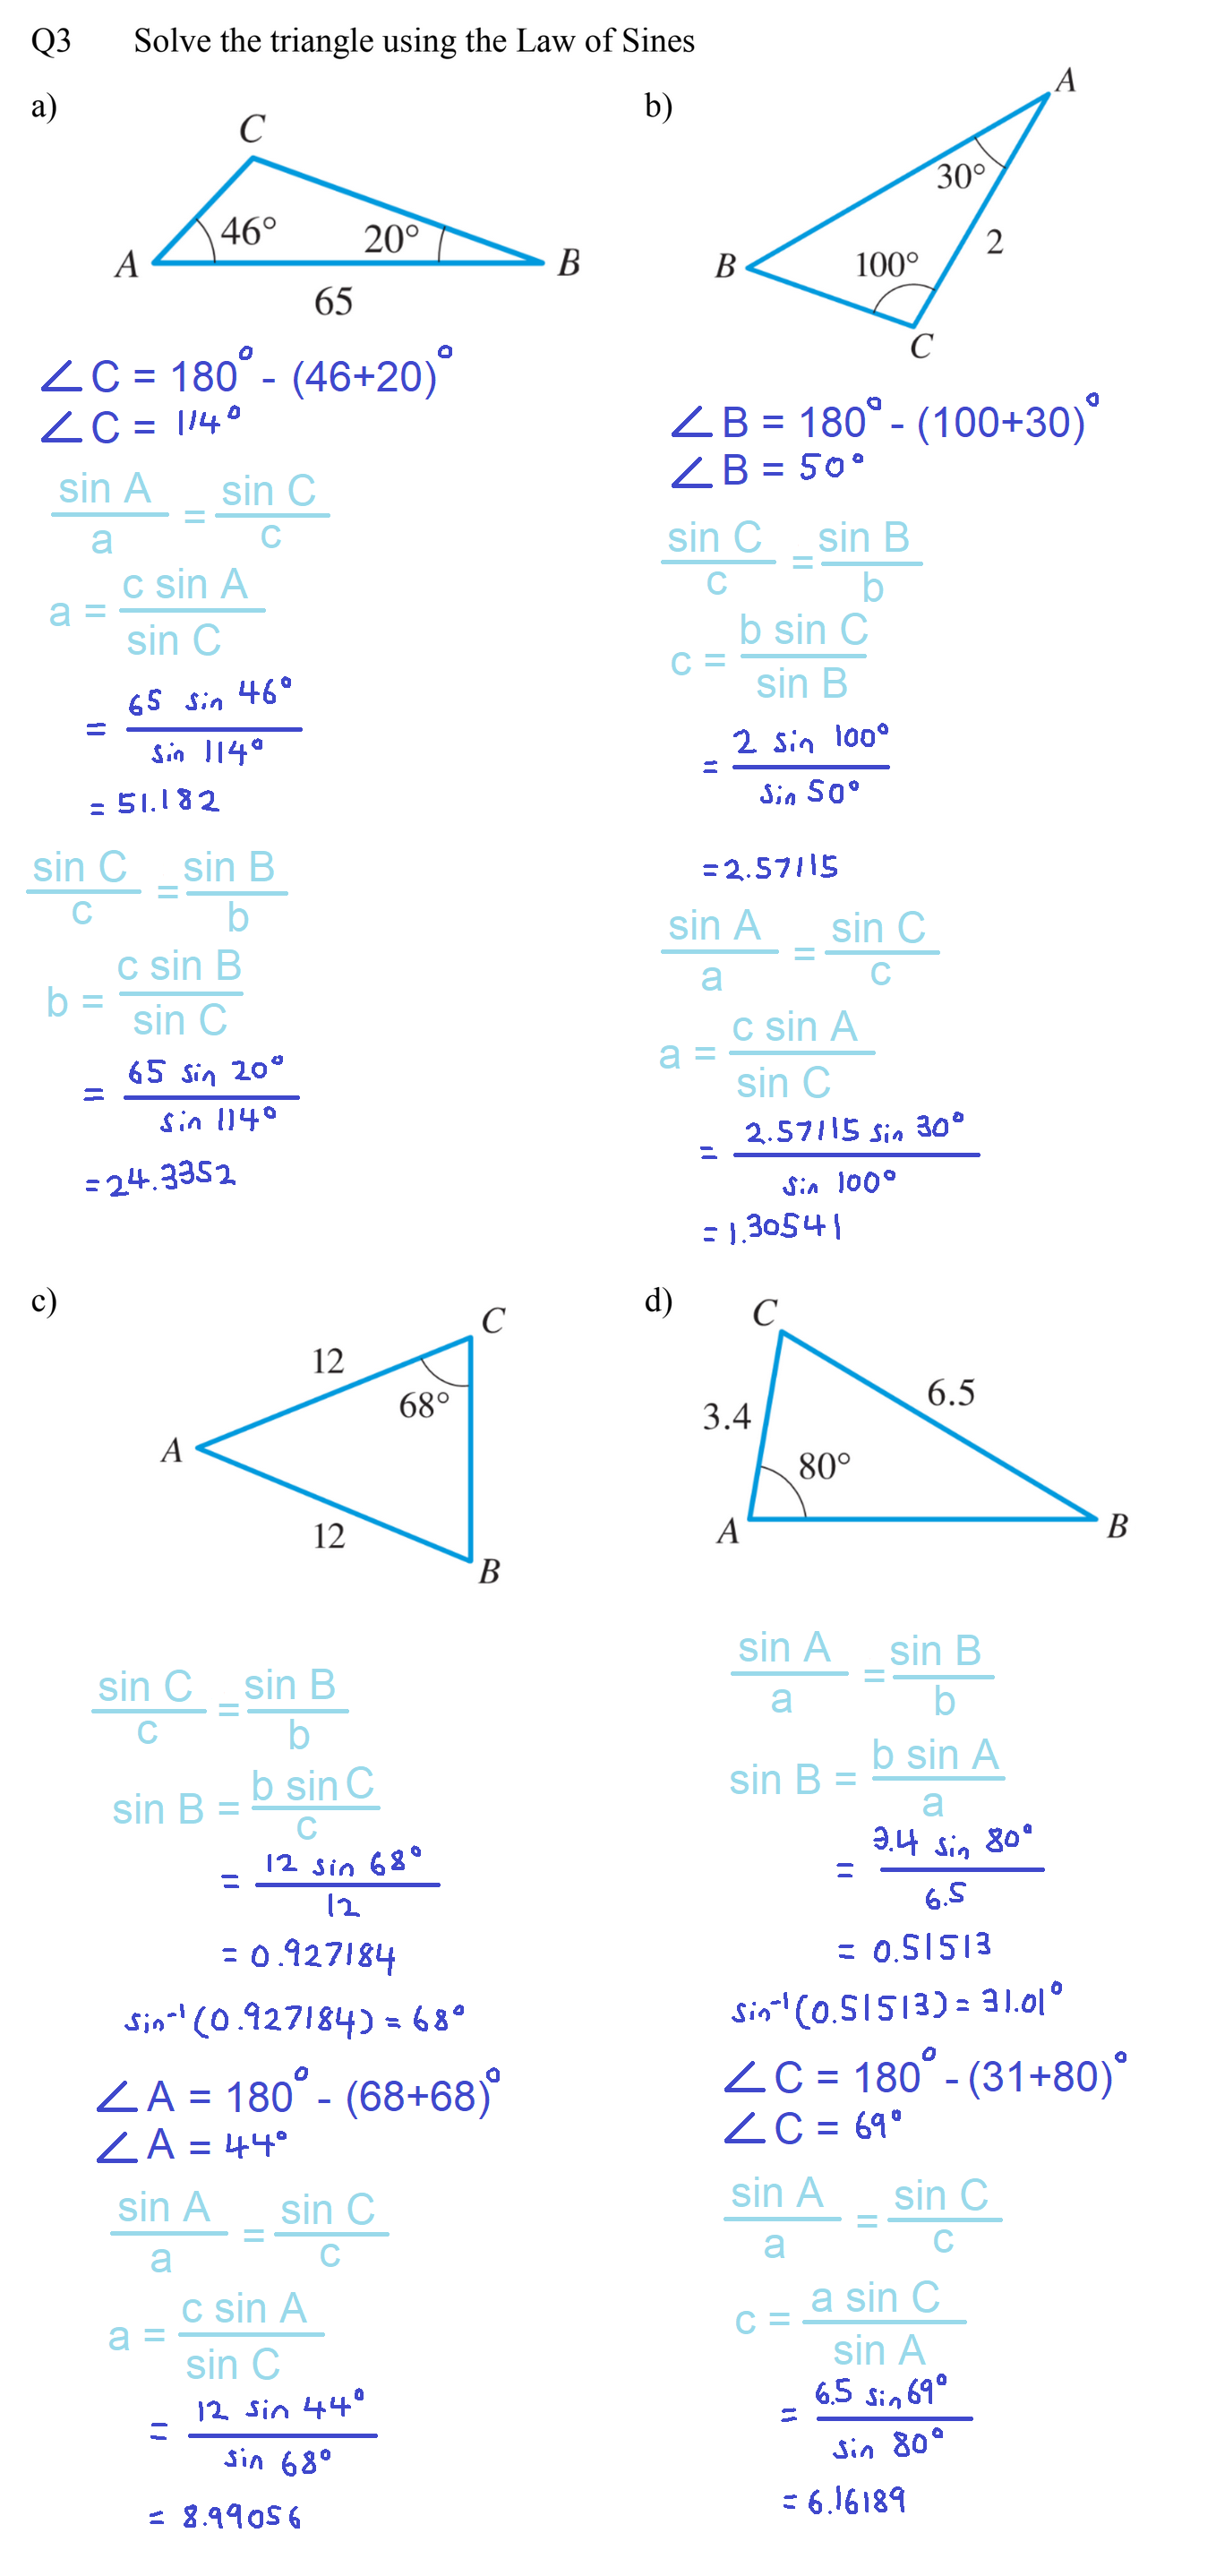 Q3 Solve the triangle using the Law of Sines
a)
C
46°
20°
A
B
65
∠C = 180° - (46+20)°
∠C = 114°
sin A / a = sin C / c
a = c sin A / sin C
= 65 sin 46° / sin 114°
= 51.182
sin C / c = sin B / b
b = c sin B / sin C
= 65 sin 20° / sin 114°
= 24.3352
b)
A
30°
2
B
100°
C
∠B = 180° - (100+30)°
∠B = 50°
sin C / c = sin B / b
c = b sin C / sin B
= 2 sin 100° / sin 50°
= 2.57115
sin A / a = sin C / c
a = c sin A / sin C
= 2.57115 sin 30° / sin 100°
= 1.30541
c)
C
12
68°
A
12
B
sin C / c = sin B / b
sin B = b sin C / c
= 12 sin 68° / 12
= 0.927184
sin⁻¹(0.927184) = 68°
∠A = 180° - (68+68)°
∠A = 44°
sin A / a = sin C / c
a = c sin A / sin C
= 12 sin 44° / sin 68°
= 8.99056
d)
C
6.5
3.4
80°
A
B
sin A / a = sin B / b
sin B = b sin A / a
= 3.4 sin 80° / 6.5
= 0.51513
sin⁻¹(0.51513) = 31.01°
∠C = 180° - (31+80)°
∠C = 69°
sin A / a = sin C / c
c = a sin C / sin A
= 6.5 sin 69° / sin 80°
= 6.16189